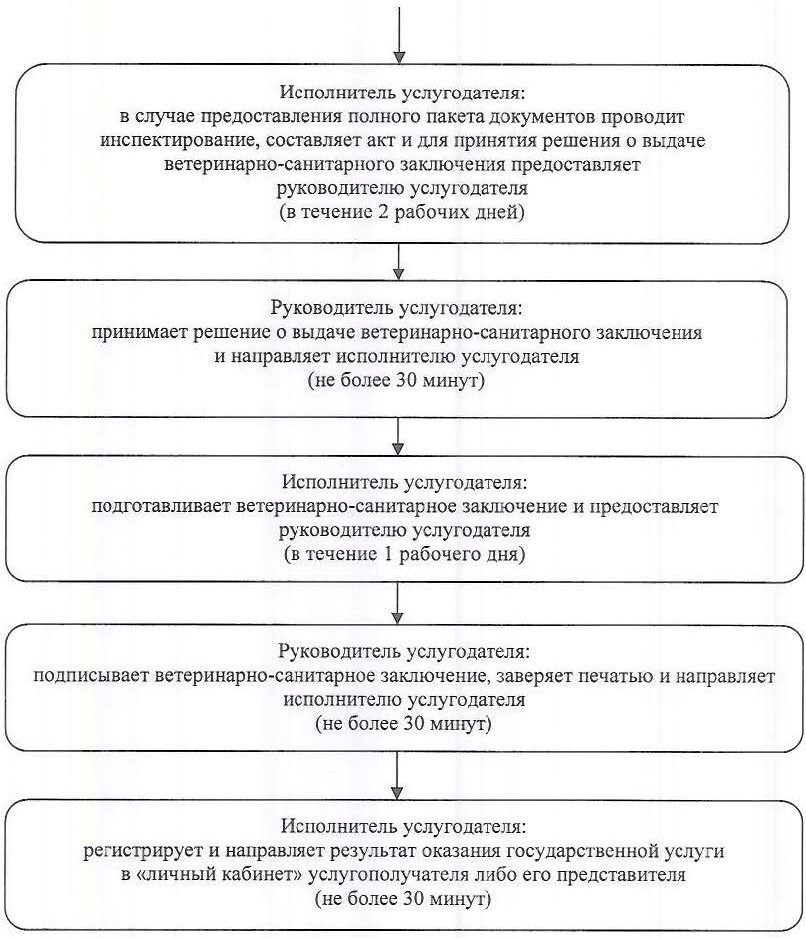 Исполнитель услугодателя:
в случае предоставления полного пакета документов проводит
инспектирование, составляет акт и для принятия решения о выдаче
ветеринарно-санитарного заключения предоставляет
руководителю услугодателя
(в течение 2 рабочих дней)
Руководитель услугодателя:
принимает решение о выдаче ветеринарно-санитарного заключения
и направляет исполнителю услугодателя
(не более 30 минут)
Исполнитель услугодателя:
подготавливает ветеринарно-санитарное заключение и предоставляет
руководителю услугодателя
(в течение 1 рабочего дня)
Руководитель услугодателя:
подписывает ветеринарно-санитарное заключение, заверяет печатью и направляет
исполнителю услугодателя
(не более 30 минут)
Исполнитель услугодателя:
регистрирует и направляет результат оказания государственной услуги
в «личный кабинет» услугополучателя либо его представителя
(не более 30 минут)